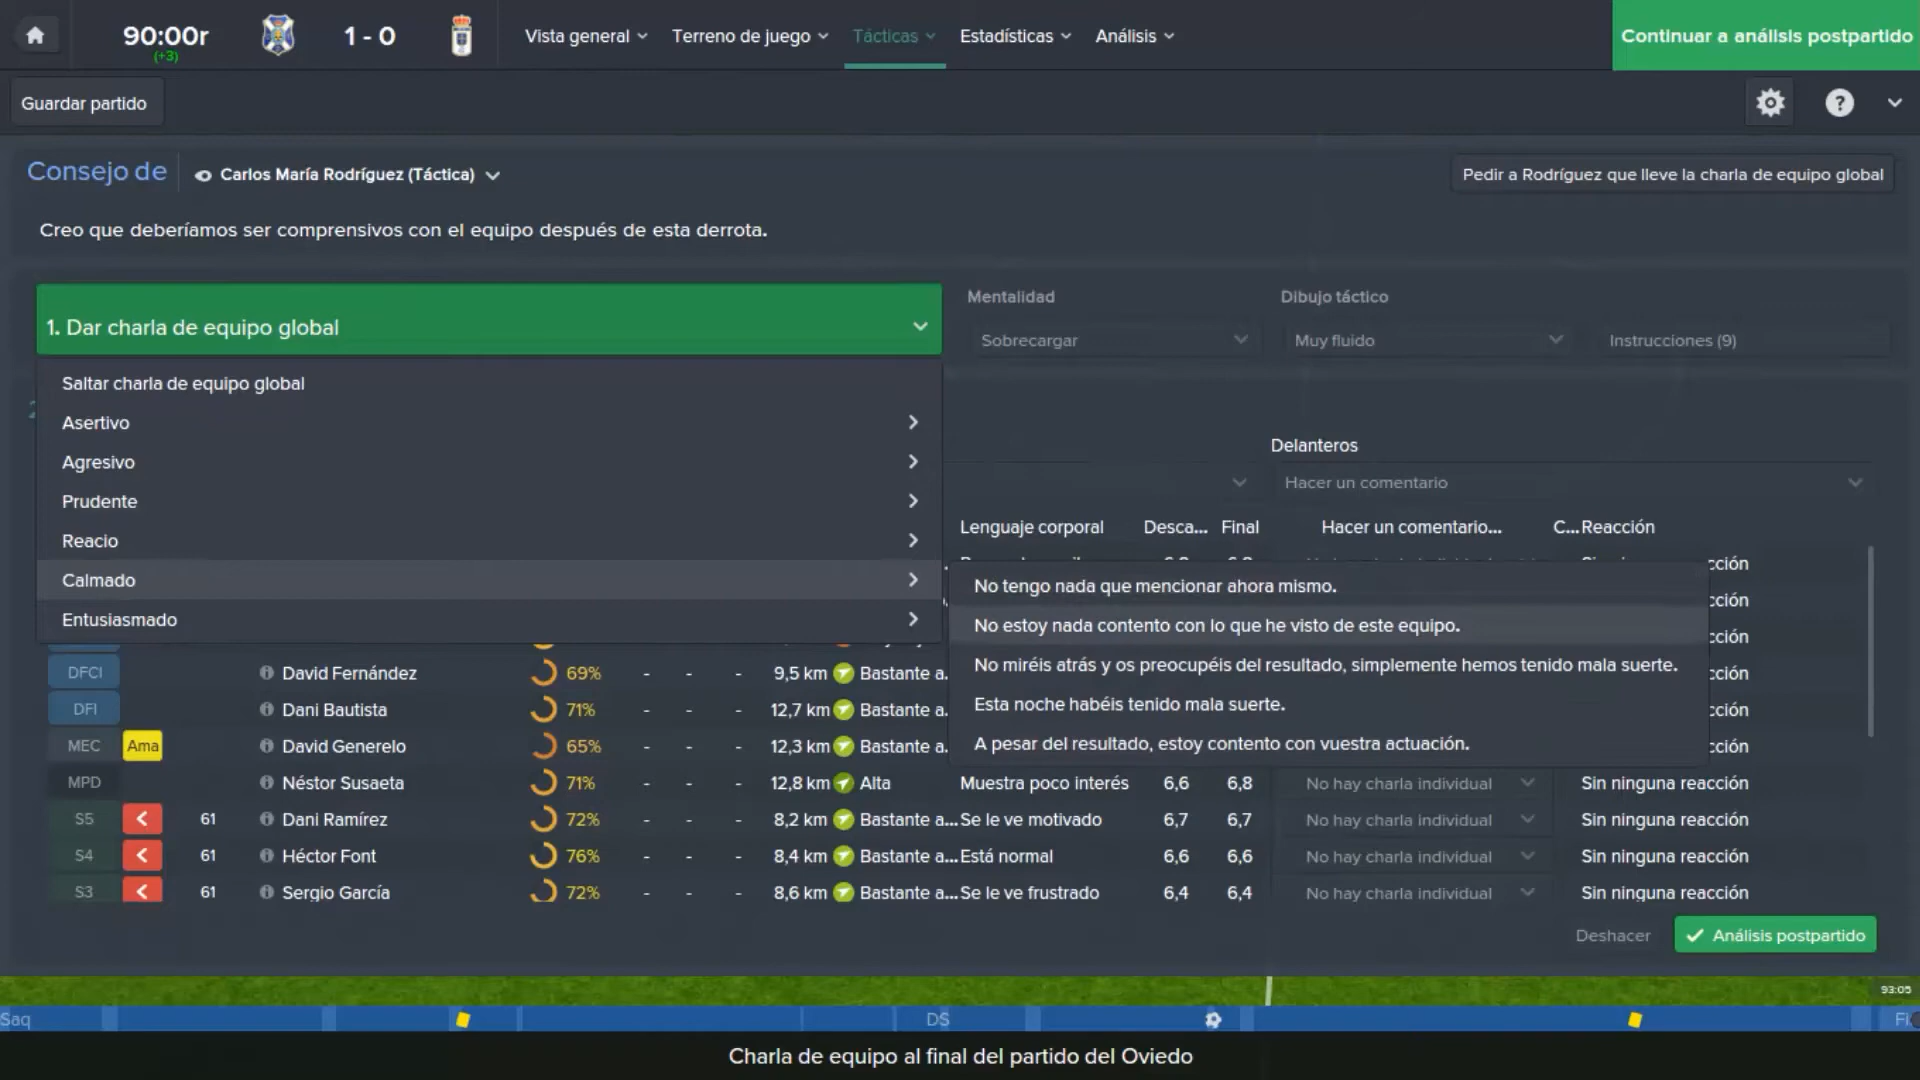 90:00r
(+3)
1 - 0
Vista general
Terreno de juego
Tácticas
Estadísticas
Análisis
Continuar a análisis postpartido
Guardar partido
Consejo de
Carlos María Rodríguez (Táctica)
Pedir a Rodríguez que lleve la charla de equipo global
Creo que deberíamos ser comprensivos con el equipo después de esta derrota.
1. Dar charla de equipo global
Mentalidad
Dibujo táctico
Sobrecargar
Muy fluido
Instrucciones (9)
Saltar charla de equipo global
Asertivo
Agresivo
Prudente
Reacio
Calmado
Entusiasmado
Delanteros
Hacer un comentario
Lenguaje corporal Desca... Final Hacer un comentario... C... Reacción
No tengo nada que mencionar ahora mismo.
No estoy nada contento con lo que he visto de este equipo.
No miréis atrás y os preocupéis del resultado, simplemente hemos tenido mala suerte.
Esta noche habéis tenido mala suerte.
A pesar del resultado, estoy contento con vuestra actuación.
cción
cción
cción
DFCI David Fernández 69% - - - 9,5 km Bastante a. cción
DFI Dani Bautista 71% - - - 12,7 km Bastante a. cción
MEC Ama David Generelo 65% - - - 12,3 km Bastante a. cción
MPD Néstor Susaeta 71% - - - 12,8 km Alta Muestra poco interés 6,6 6,8 No hay charla individual Sin ninguna reacción
S5 61 Dani Ramírez 72% - - - 8,2 km Bastante a... Se le ve motivado 6,7 6,7 No hay charla individual Sin ninguna reacción
S4 61 Héctor Font 76% - - - 8,4 km Bastante a... Está normal 6,6 6,6 No hay charla individual Sin ninguna reacción
S3 61 Sergio García 72% - - - 8,6 km Bastante a... Se le ve frustrado 6,4 6,4 No hay charla individual Sin ninguna reacción
Deshacer
Análisis postpartido
93:05
Saq
DS
Fi
Charla de equipo al final del partido del Oviedo